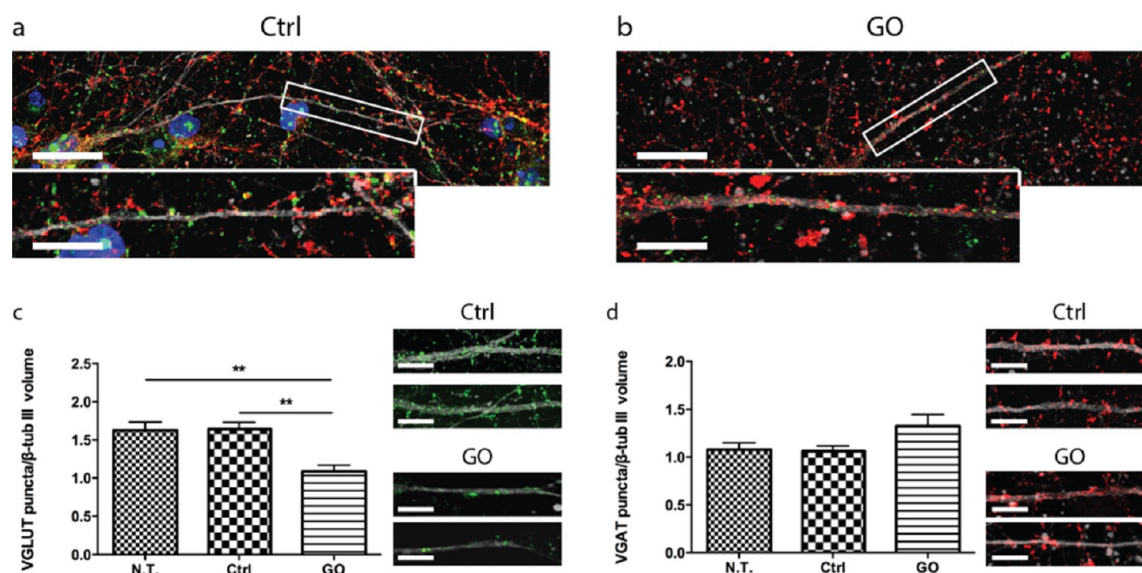 a
Ctrl
b
GO
c
VGLUT puncta/β-tub III volume
2.5
2.0
1.5
1.0
0.5
0.0
**
**
N.T.
Ctrl
GO
Ctrl
GO
d
VGAT puncta/β-tub III volume
2.0
1.5
1.0
0.5
0.0
N.T.
Ctrl
GO
Ctrl
GO